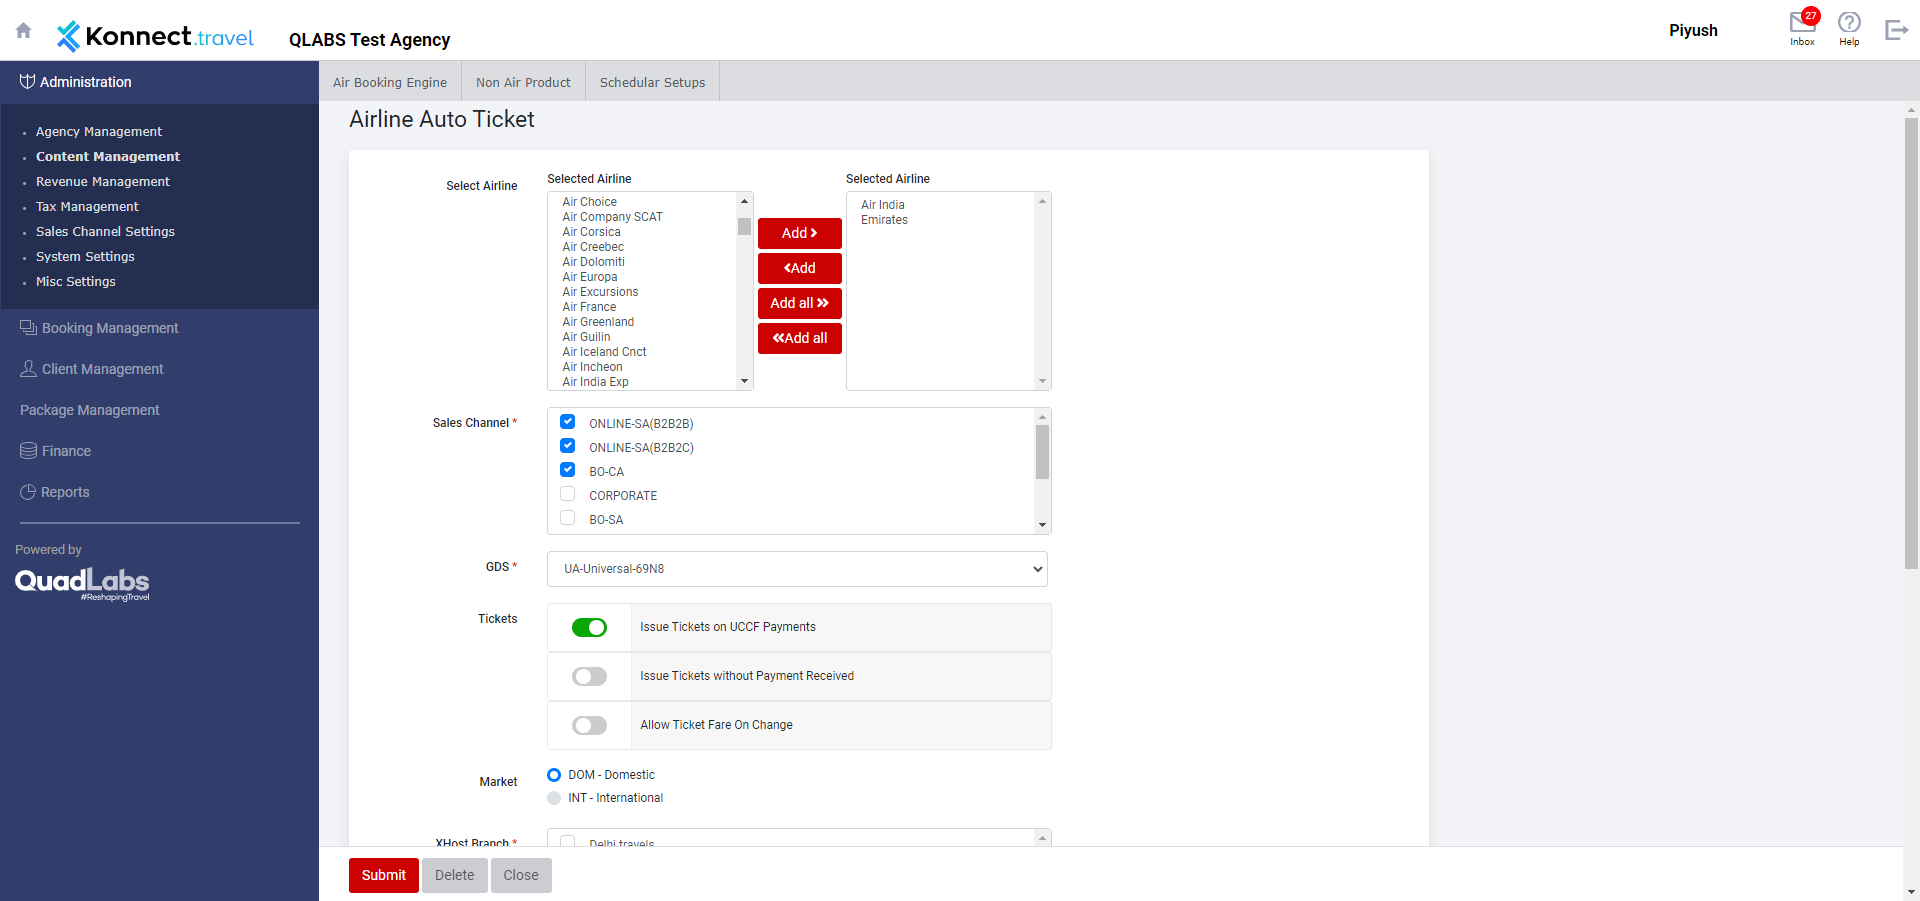 Konnect.travel
QLABS Test Agency
Piyush
27
Inbox
Help
Administration
Agency Management
Content Management
Revenue Management
Tax Management
Sales Channel Settings
System Settings
Misc Settings
Booking Management
Client Management
Package Management
Finance
Reports
Powered by
QuadLabs
#ReshapingTravel
Air Booking Engine
Non Air Product
Schedular Setups
Airline Auto Ticket
Select Airline
Selected Airline
Air Choice
Air Company SCAT
Air Corsica
Air Creebec
Air Dolomiti
Air Europa
Air Excursions
Air France
Air Greenland
Air Guilin
Air Iceland Cnct
Air Incheon
Air India Exp
Add
Add
Add all
Add all
Selected Airline
Air India
Emirates
Sales Channel *
ONLINE-SA(B2B2B)
ONLINE-SA(B2B2C)
BO-CA
CORPORATE
BO-SA
GDS *
UA-Universal-69N8
Tickets
Issue Tickets on UCCF Payments
Issue Tickets without Payment Received
Allow Ticket Fare On Change
Market
DOM - Domestic
INT - International
XHost Branch *
Delhi travels
Submit
Delete
Close